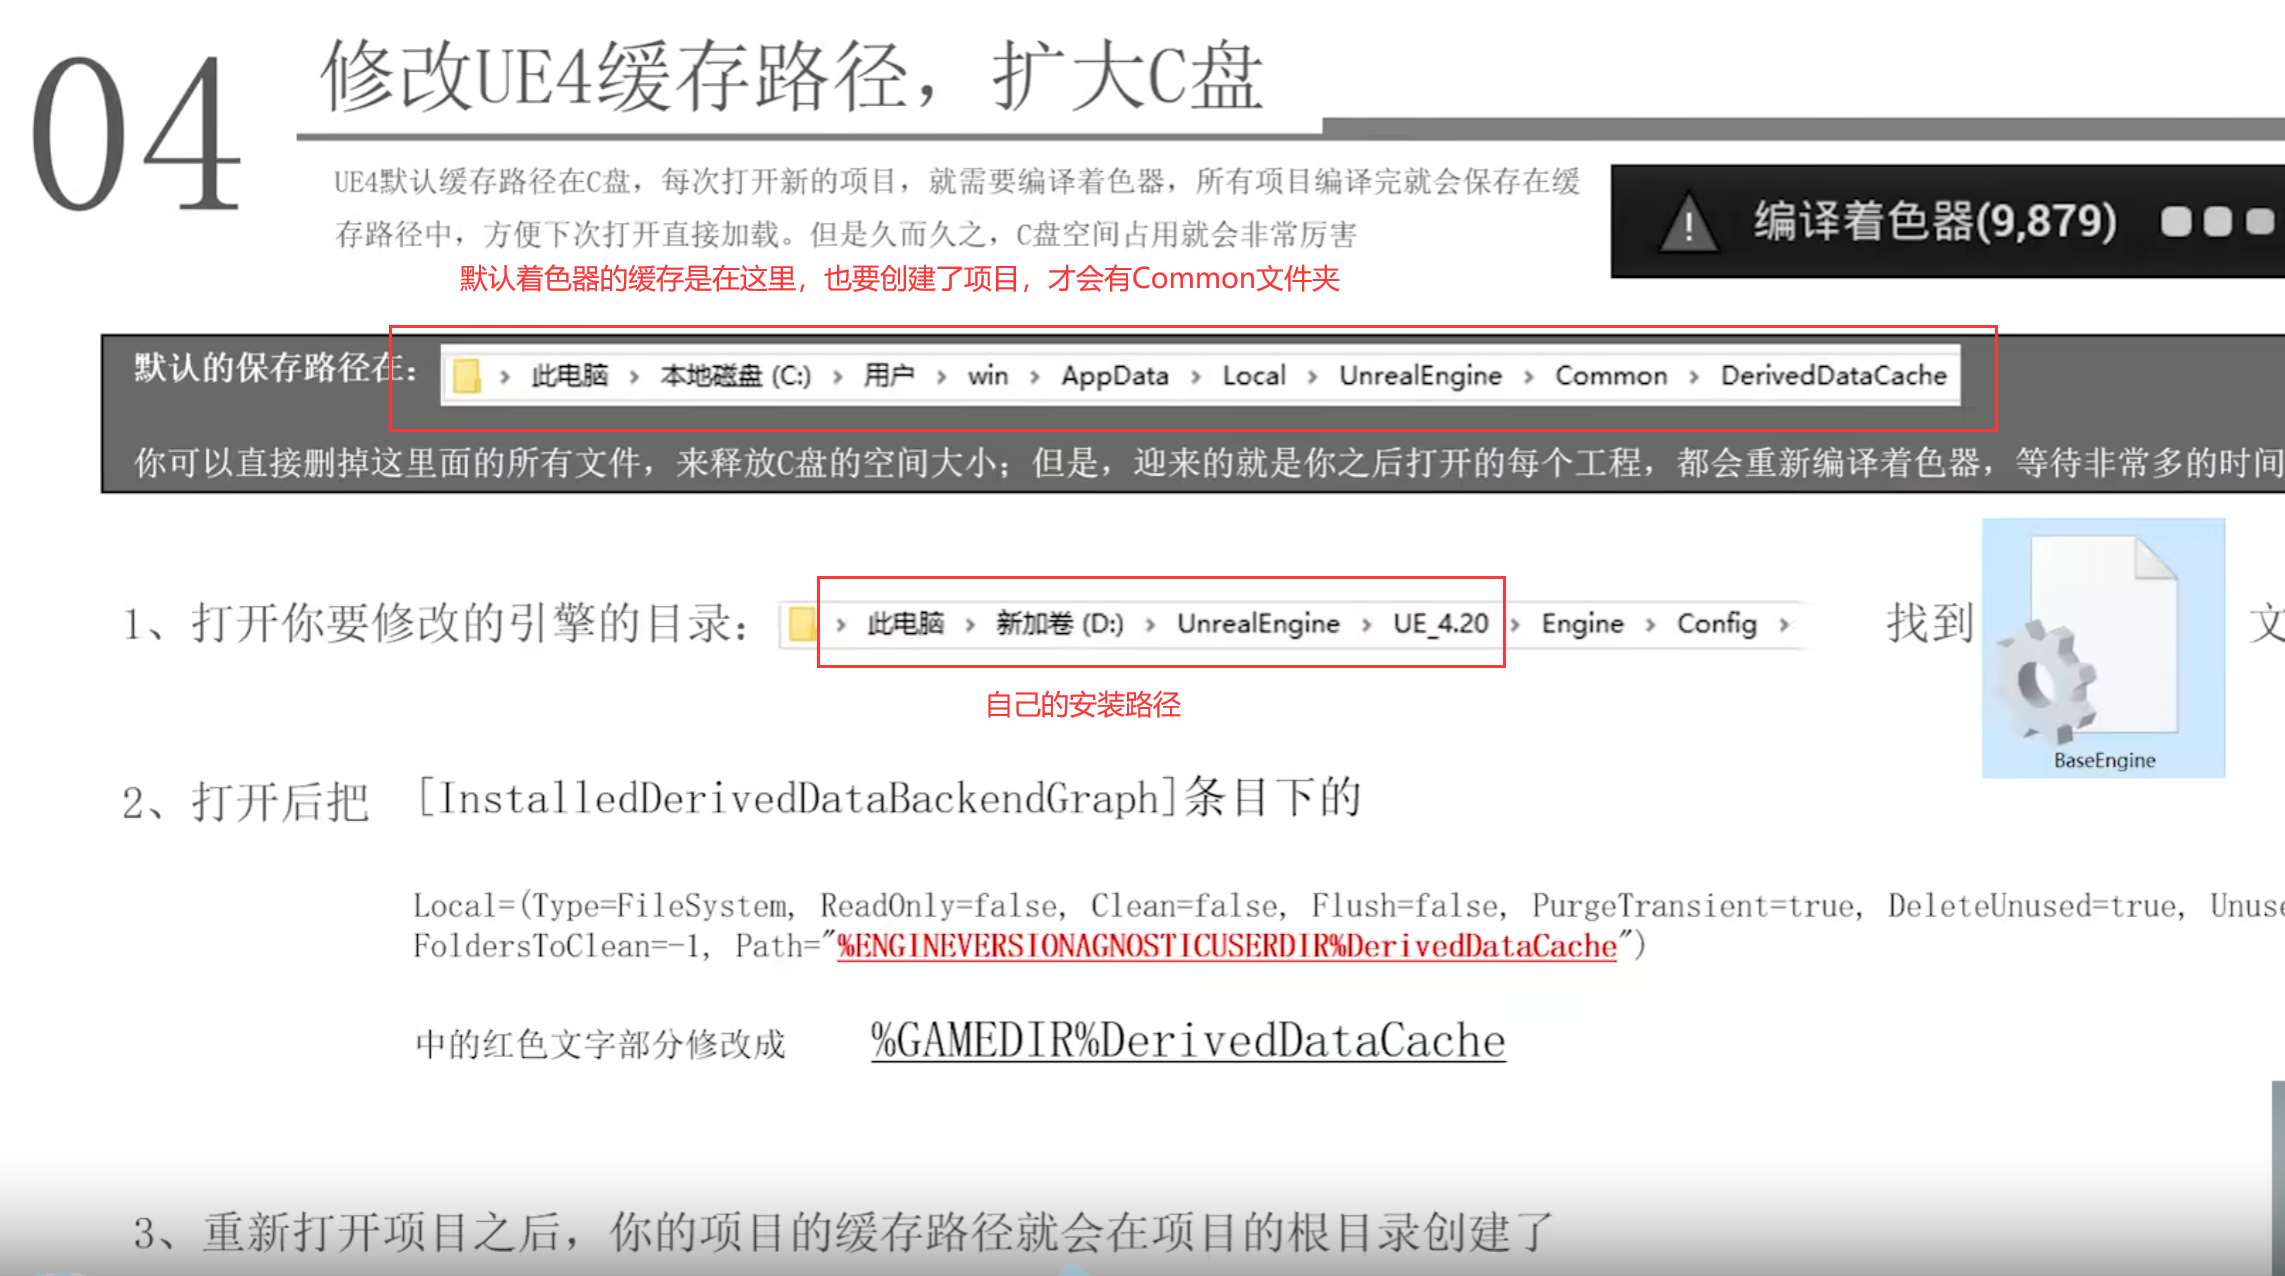 04
修改UE4缓存路径，扩大C盘
UE4默认缓存路径在C盘，每次打开新的项目，就需要编译着色器，所有项目编译完就会保存在缓
存路径中，方便下次打开直接加载。但是久而久之，C盘空间占用就会非常厉害
编译着色器(9,879)
默认着色器的缓存是在这里，也要创建了项目，才会有Common文件夹
默认的保存路径在：
› 此电脑 › 本地磁盘 (C:) › 用户 › win › AppData › Local › UnrealEngine › Common › DerivedDataCache
你可以直接删掉这里面的所有文件，来释放C盘的空间大小；但是，迎来的就是你之后打开的每个工程，都会重新编译着色器，等待非常多的时间
1、打开你要修改的引擎的目录： › 此电脑 › 新加卷 (D:) › UnrealEngine › UE_4.20 › Engine › Config › 找到 文
自己的安装路径
BaseEngine
2、打开后把 [InstalledDerivedDataBackendGraph]条目下的
Local=(Type=FileSystem, ReadOnly=false, Clean=false, Flush=false, PurgeTransient=true, DeleteUnused=true, Unuse
FoldersToClean=-1, Path="%ENGINEVERSIONAGNOSTICUSERDIR%DerivedDataCache")
中的红色文字部分修改成 %GAMEDIR%DerivedDataCache
3、重新打开项目之后，你的项目的缓存路径就会在项目的根目录创建了